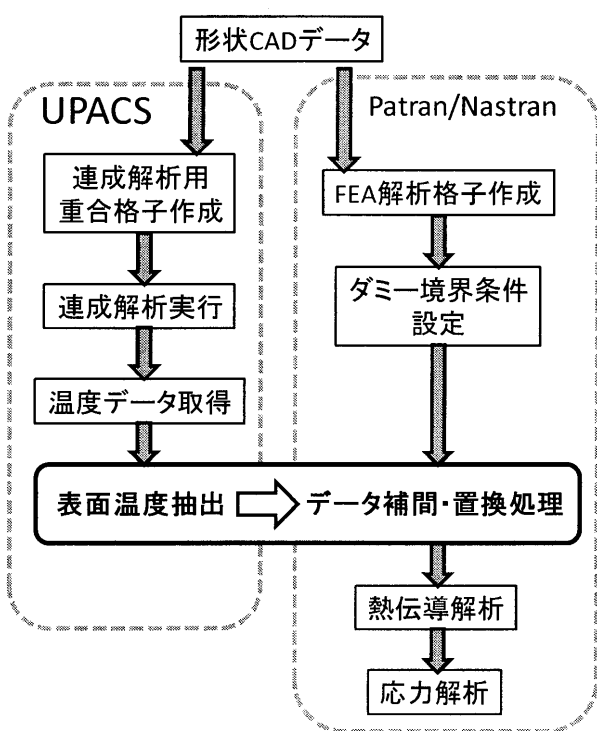 形状CADデータ
UPACS
Patran/Nastran
連成解析用
重合格子作成
FEA解析格子作成
連成解析実行
ダミー境界条件
設定
温度データ取得
表面温度抽出
データ補間・置換処理
熱伝導解析
応力解析